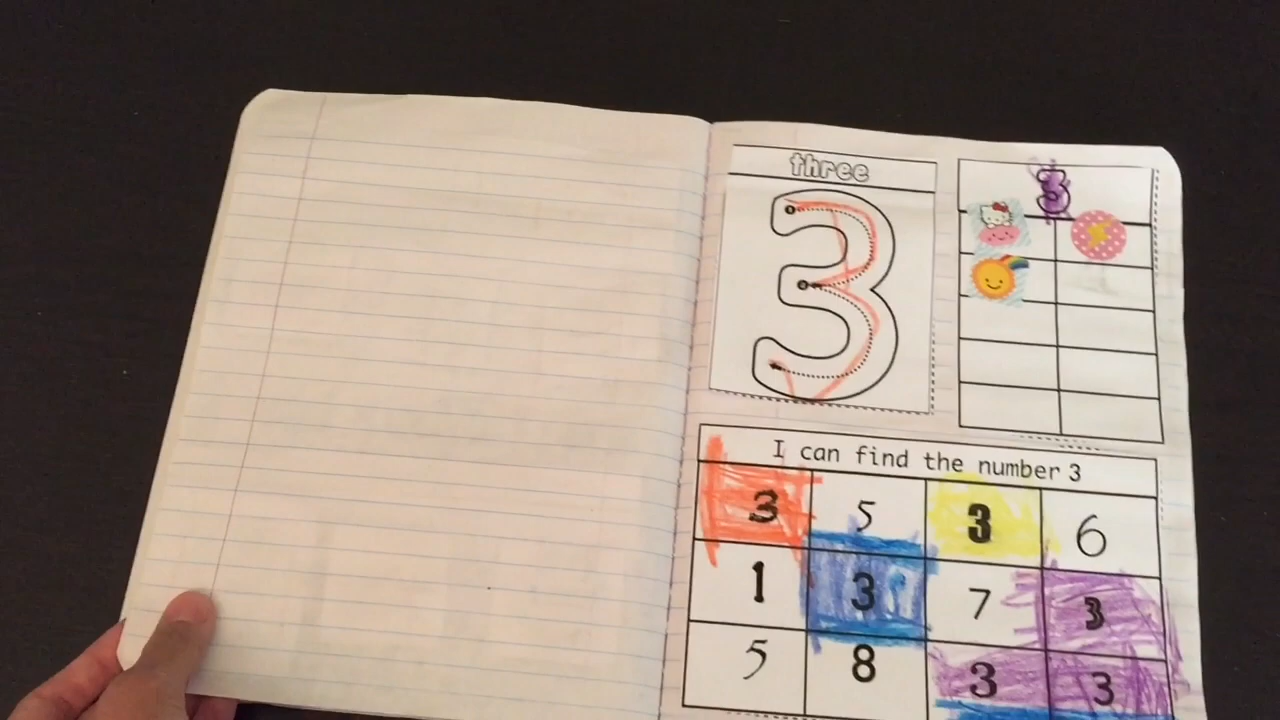 three
3
3
I can find the number 3
3 5 3 6
1 3 7 3
5 8 3 3